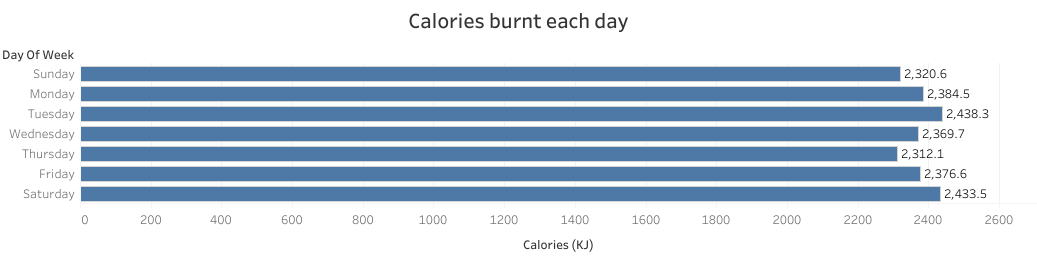 Calories burnt each day
Day Of Week
Sunday 2,320.6
Monday 2,384.5
Tuesday 2,438.3
Wednesday 2,369.7
Thursday 2,312.1
Friday 2,376.6
Saturday 2,433.5
0 200 400 600 800 1000 1200 1400 1600 1800 2000 2200 2400 2600
Calories (KJ)